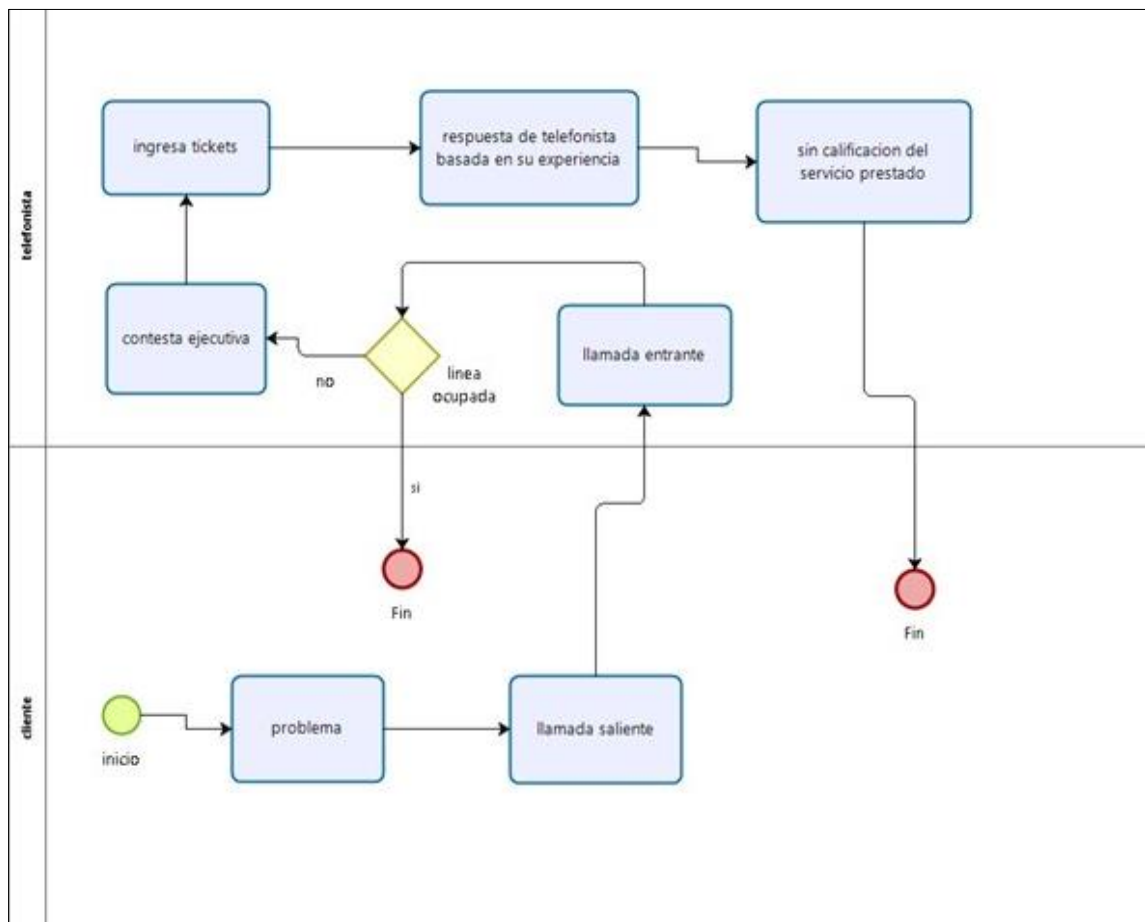 telefonista
ingresa tickets
respuesta de telefonista
basada en su experiencia
sin calificacion del
servicio prestado
contesta ejecutiva
no
linea
ocupada
llamada entrante
si
Fin
Fin
cliente
inicio
problema
llamada saliente